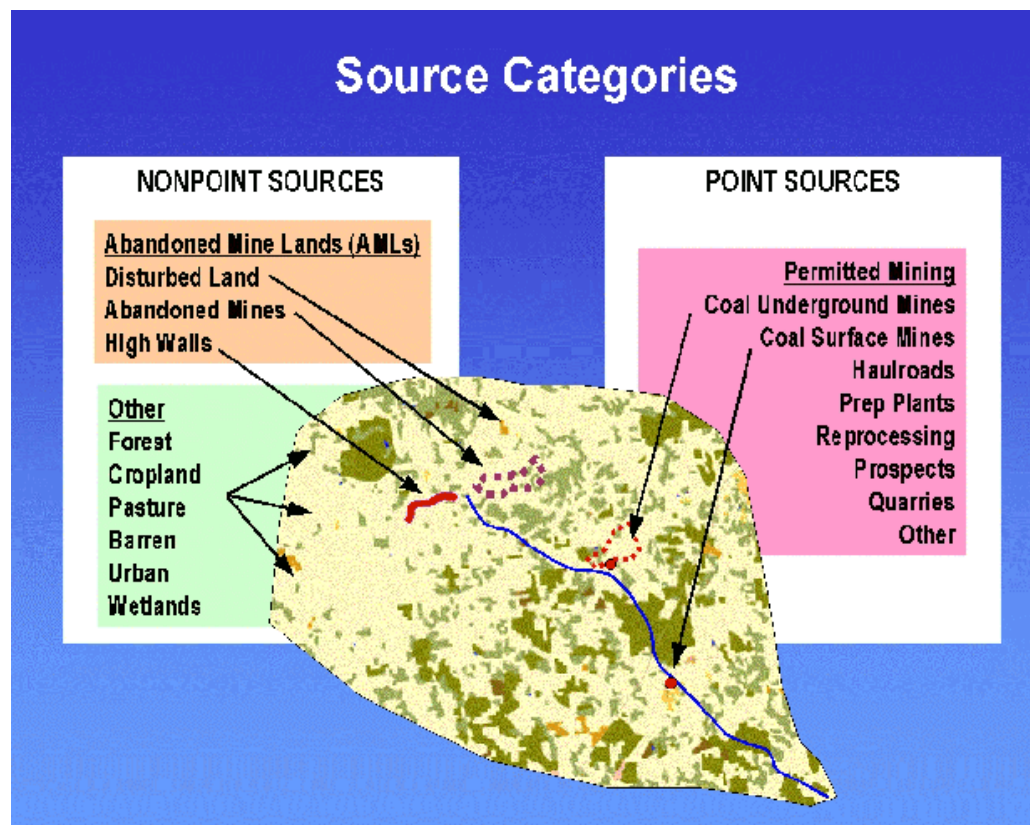 Source Categories
NONPOINT SOURCES
Abandoned Mine Lands (AMLs)
Disturbed Land
Abandoned Mines
High Walls
Other
Forest
Cropland
Pasture
Barren
Urban
Wetlands
POINT SOURCES
Permitted Mining
Coal Underground Mines
Coal Surface Mines
Haulroads
Prep Plants
Reprocessing
Prospects
Quarries
Other